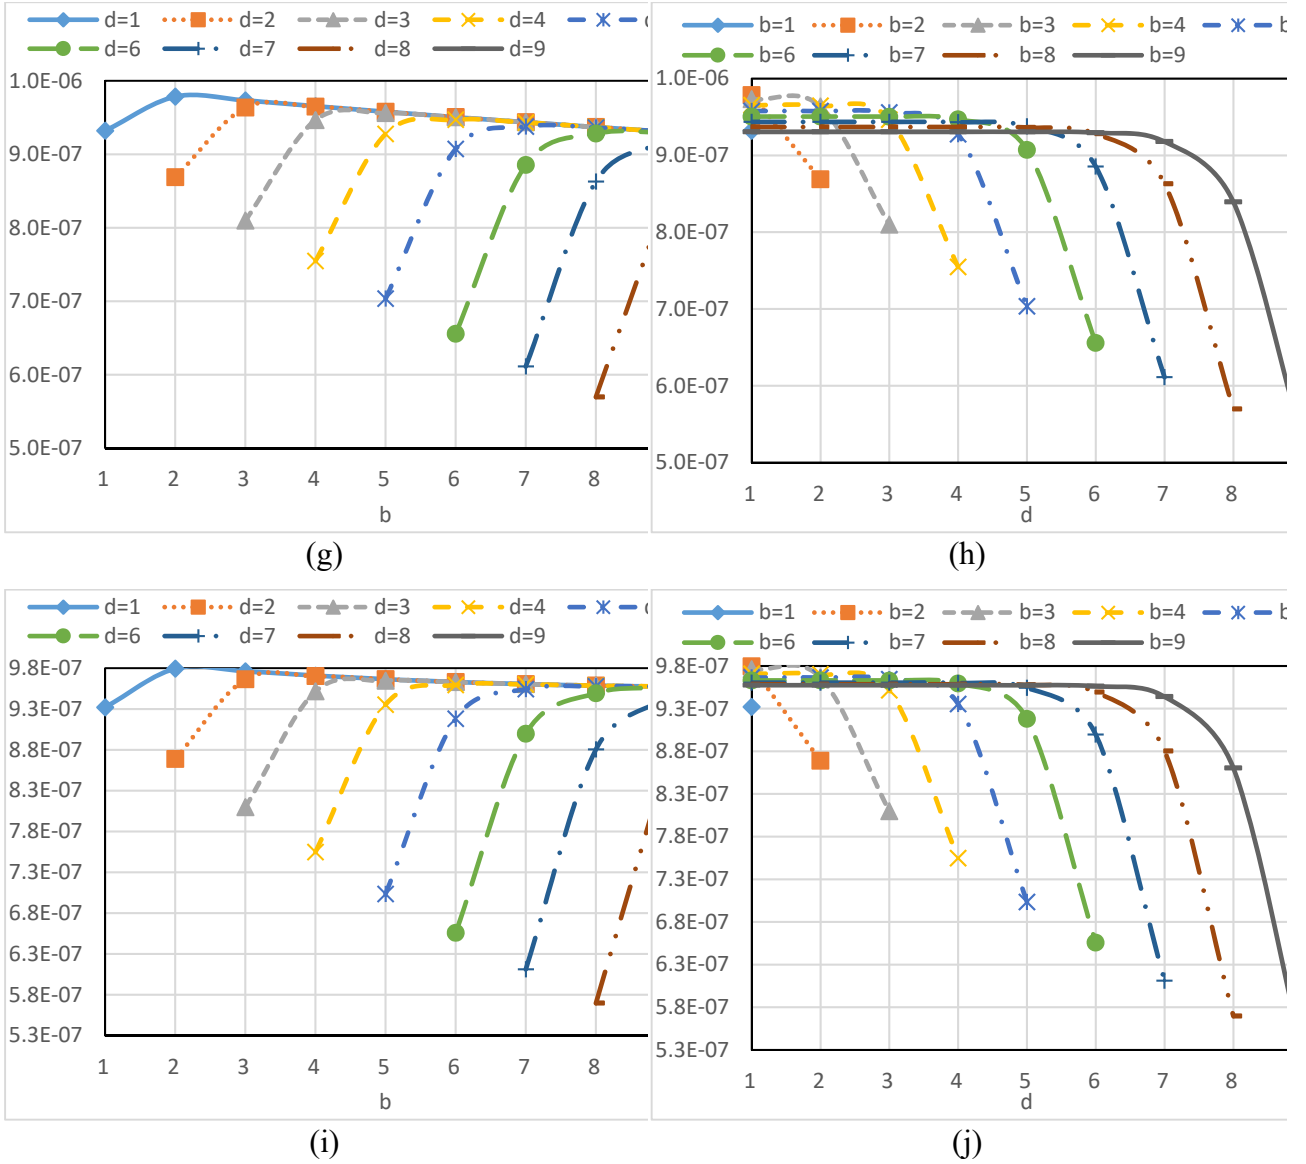 d=1 d=2 d=3 d=4 d
d=6 d=7 d=8 d=9
1.0E-06
9.0E-07
8.0E-07
7.0E-07
6.0E-07
5.0E-07
1 2 3 4 5 6 7 8
b
(g)
b=1 b=2 b=3 b=4 b
b=6 b=7 b=8 b=9
1.0E-06
9.0E-07
8.0E-07
7.0E-07
6.0E-07
5.0E-07
1 2 3 4 5 6 7 8
d
(h)
d=1 d=2 d=3 d=4 d
d=6 d=7 d=8 d=9
9.8E-07
9.3E-07
8.8E-07
8.3E-07
7.8E-07
7.3E-07
6.8E-07
6.3E-07
5.8E-07
5.3E-07
1 2 3 4 5 6 7 8
b
(i)
b=1 b=2 b=3 b=4 b
b=6 b=7 b=8 b=9
9.8E-07
9.3E-07
8.8E-07
8.3E-07
7.8E-07
7.3E-07
6.8E-07
6.3E-07
5.8E-07
5.3E-07
1 2 3 4 5 6 7 8
d
(j)